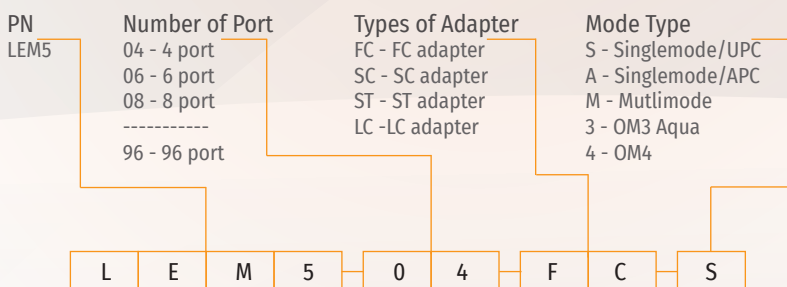 PN
LEM5
Number of Port
04 - 4 port
06 - 6 port
08 - 8 port
-----------
96 - 96 port
Types of Adapter
FC - FC adapter
SC - SC adapter
ST - ST adapter
LC -LC adapter
Mode Type
S - Singlemode/UPC
A - Singlemode/APC
M - Mutlimode
3 - OM3 Aqua
4 - OM4
L E M 5 - 0 4 - F C - S